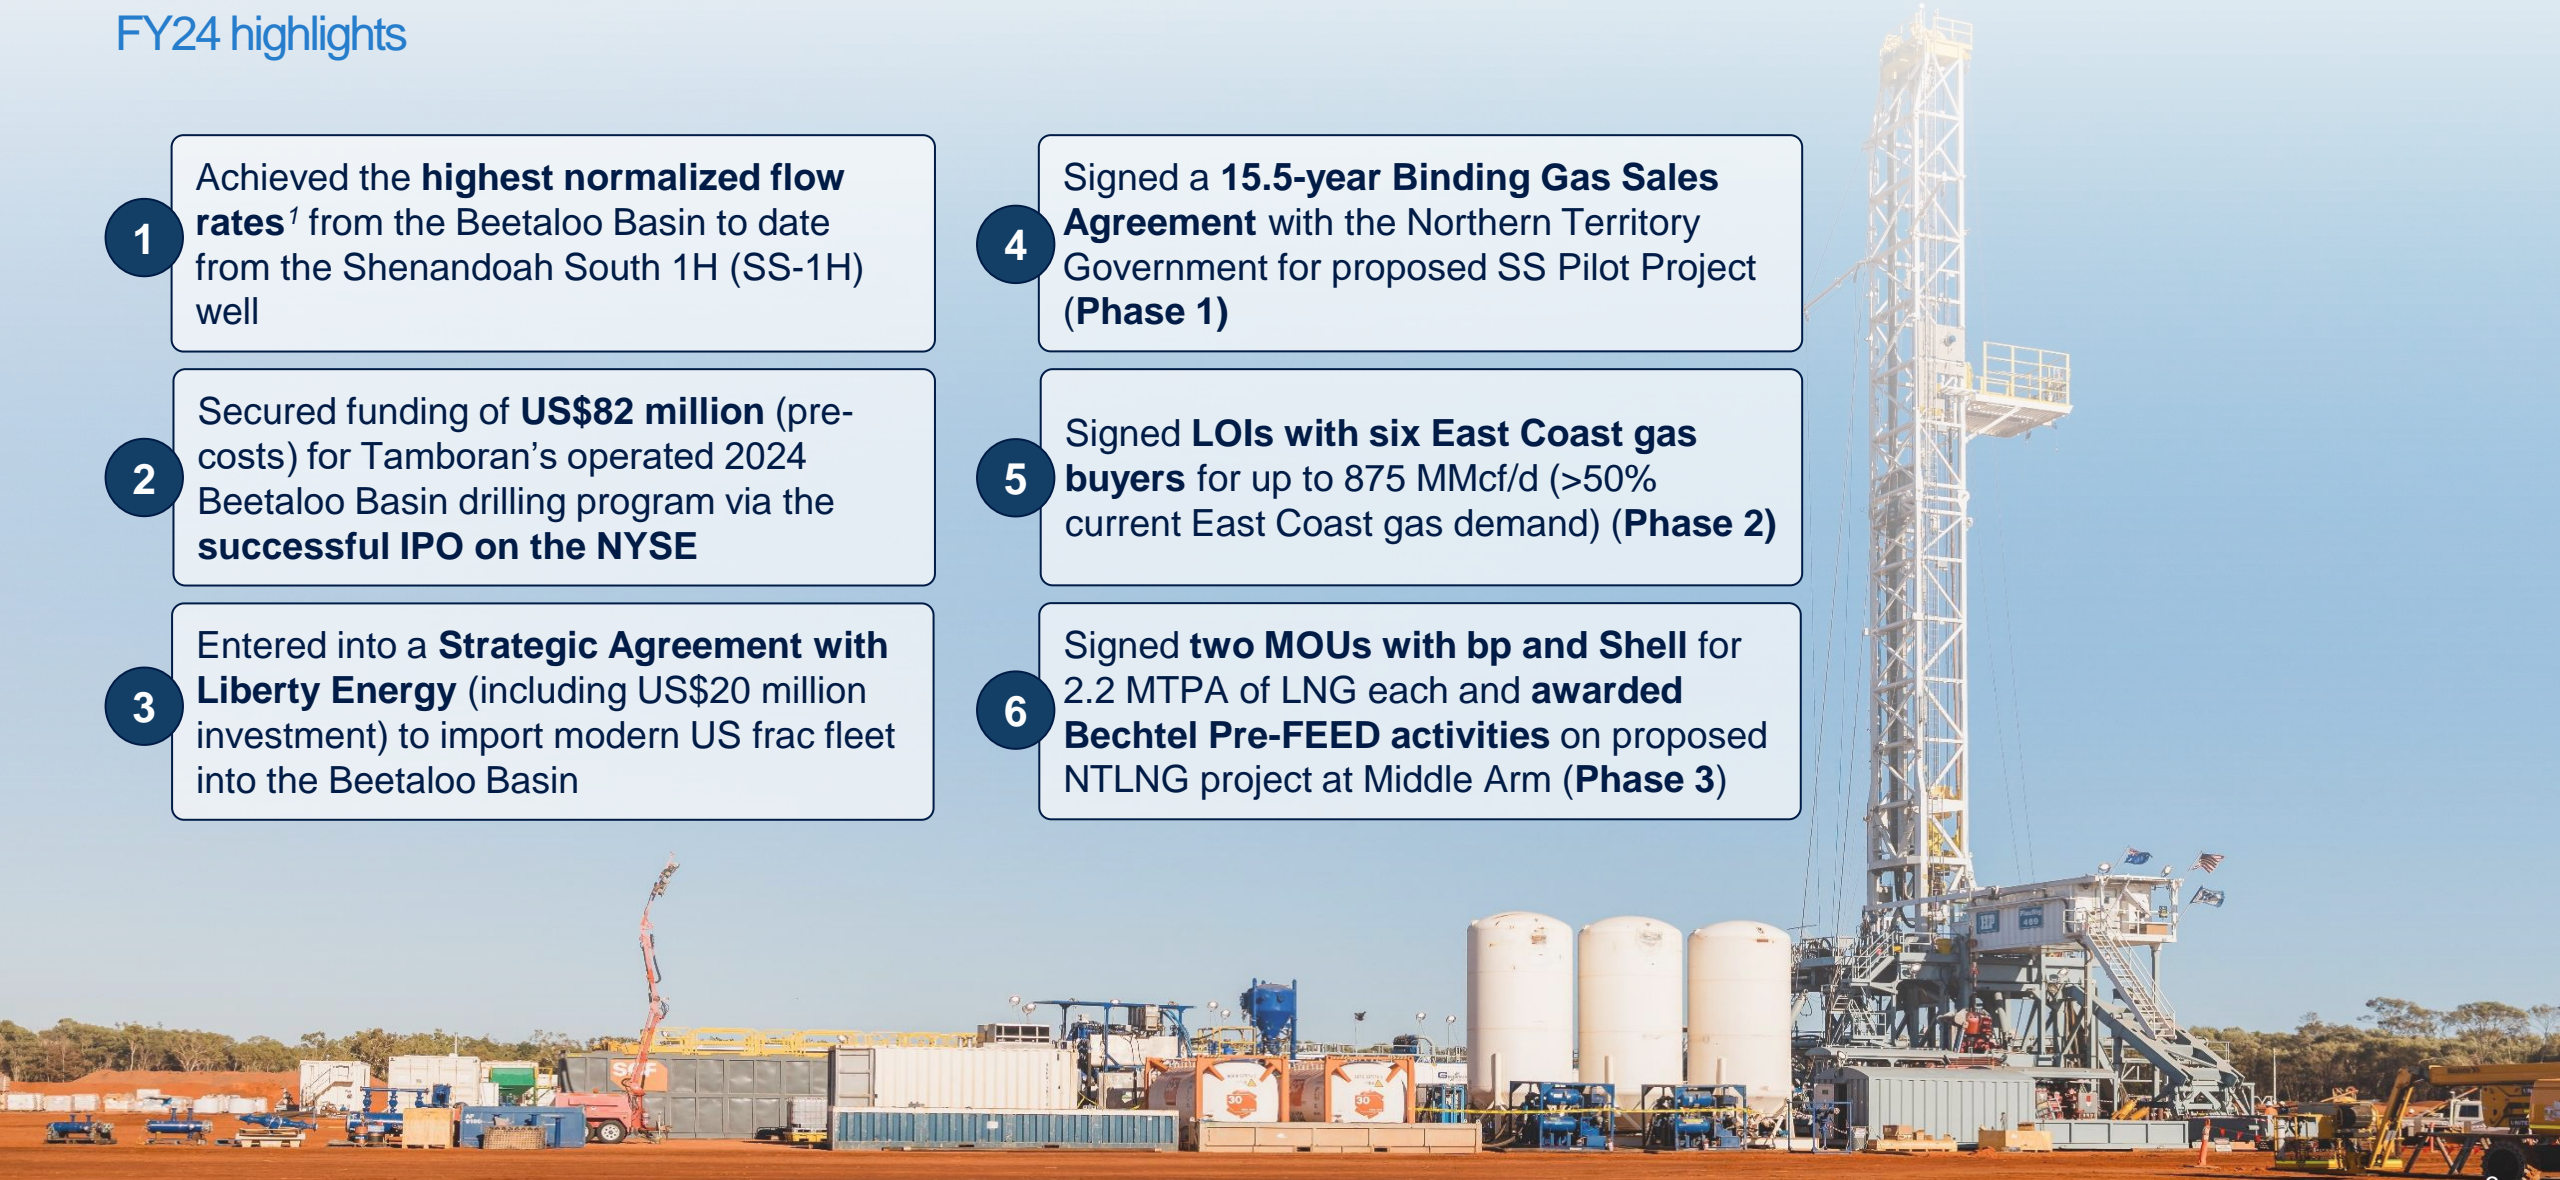 FY24 highlights
1
Achieved the highest normalized flow
rates1 from the Beetaloo Basin to date
from the Shenandoah South 1H (SS-1H)
well
2
Secured funding of US$82 million (pre-
costs) for Tamboran’s operated 2024
Beetaloo Basin drilling program via the
successful IPO on the NYSE
3
Entered into a Strategic Agreement with
Liberty Energy (including US$20 million
investment) to import modern US frac fleet
into the Beetaloo Basin
4
Signed a 15.5-year Binding Gas Sales
Agreement with the Northern Territory
Government for proposed SS Pilot Project
(Phase 1)
5
Signed LOIs with six East Coast gas
buyers for up to 875 MMcf/d (>50%
current East Coast gas demand) (Phase 2)
6
Signed two MOUs with bp and Shell for
2.2 MTPA of LNG each and awarded
Bechtel Pre-FEED activities on proposed
NTLNG project at Middle Arm (Phase 3)
HP
FlexRig
469
30
30